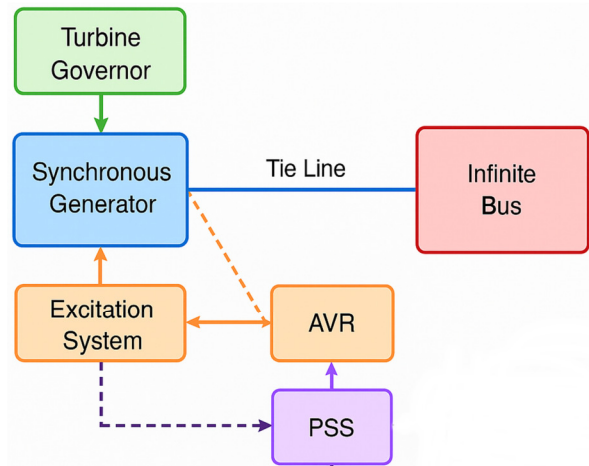 Turbine
Governor
Synchronous
Generator
Tie Line
Infinite
Bus
Excitation
System
AVR
PSS